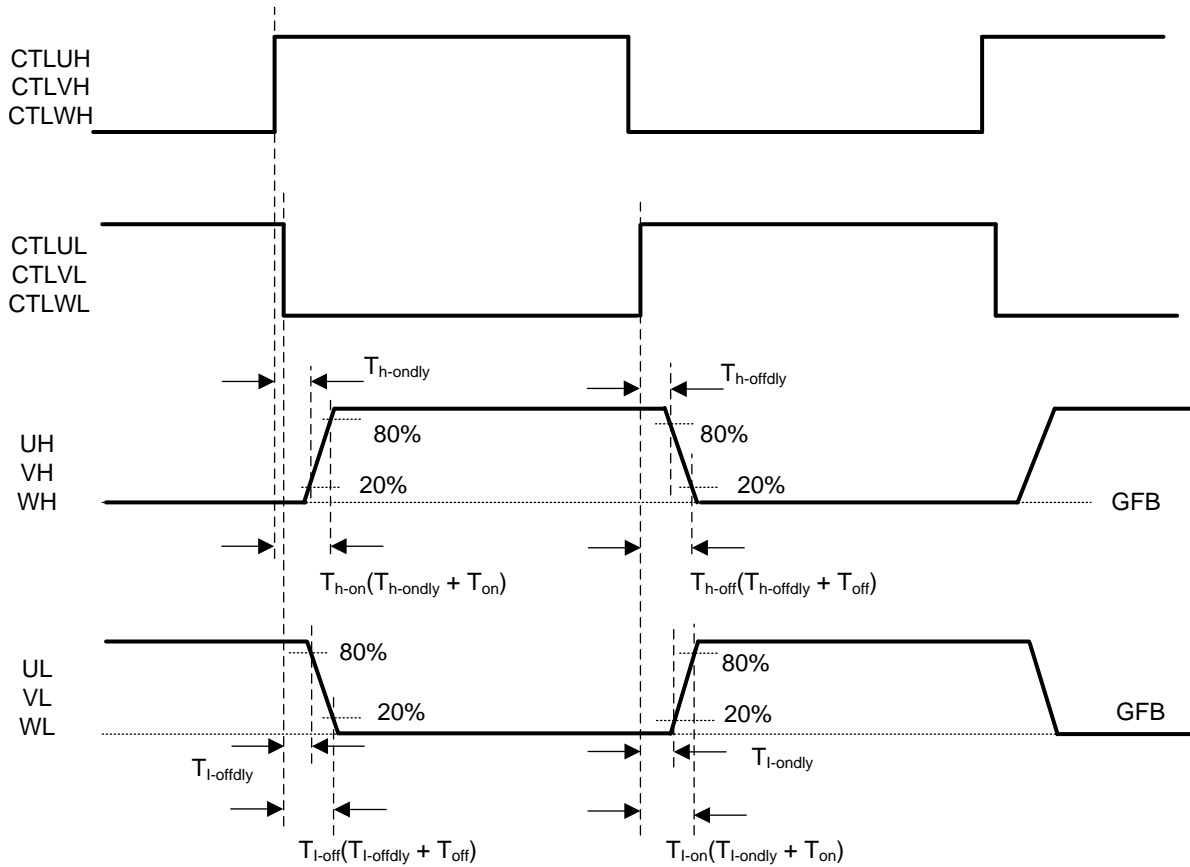 CTLUH
CTLVH
CTLWH
CTLUL
CTLVL
CTLWL
Th-ondly
Th-offdly
UH
VH
WH
80%
20%
80%
20%
GFB
Th-on(Th-ondly + Ton)
Th-off(Th-offdly + Toff)
UL
VL
WL
80%
20%
80%
20%
GFB
Tl-offdly
Tl-ondly
Tl-off(Tl-offdly + Toff)
Tl-on(Tl-ondly + Ton)